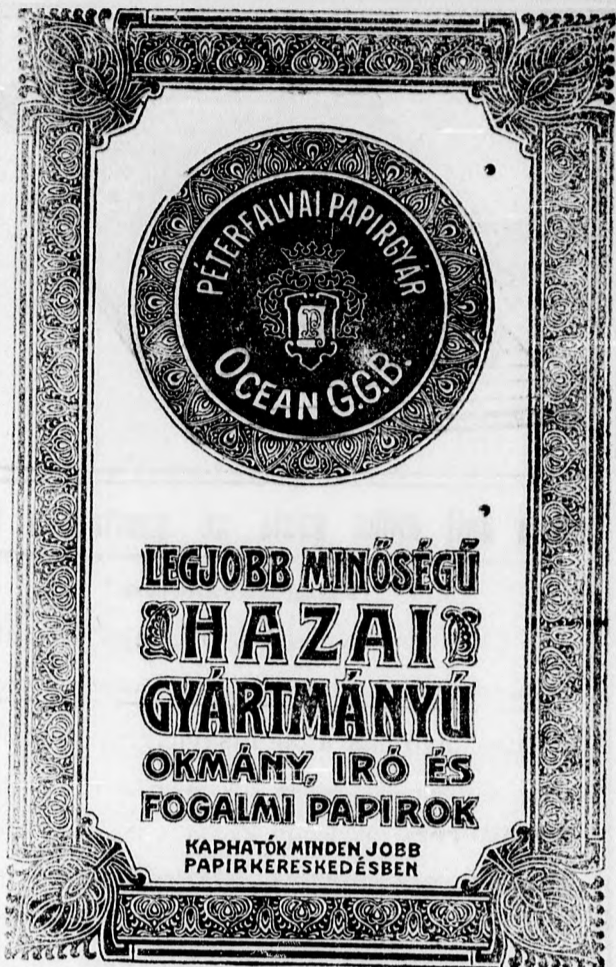 PÉTERFALVAI PAPIRGYÁR
P
OCEAN G.G.B.
LEGJOBB MINŐSÉGŰ
HAZAI
GYÁRTMÁNYÚ
OKMÁNY, IRÓ ÉS
FOGALMI PAPIROK
KAPHATÓK MINDEN JOBB
PAPIRKERESKEDÉSBEN